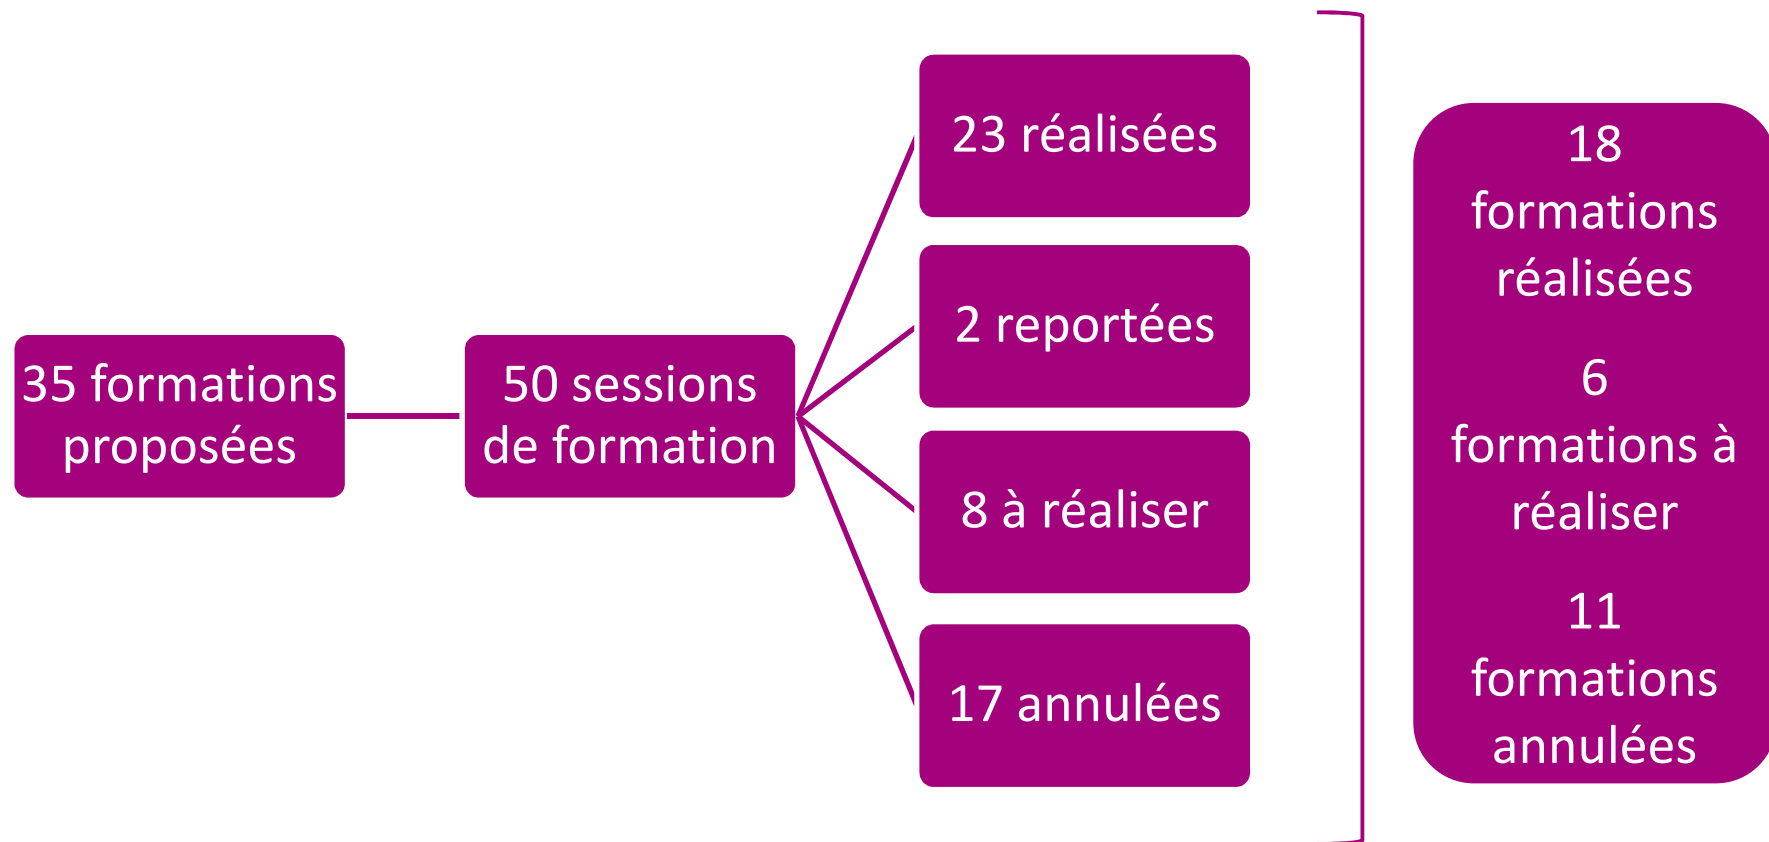 35 formations
proposées
50 sessions
de formation
23 réalisées
2 reportées
8 à réaliser
17 annulées
18
formations
réalisées
6
formations à
réaliser
11
formations
annulées